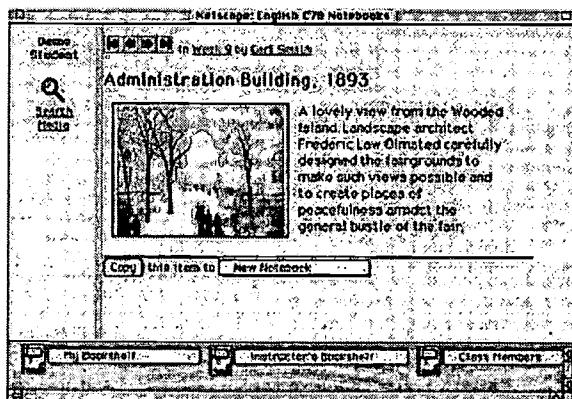 Netscape: English C78 Notebooks
Demo
Student
in Week 9 by Carl Smith
Search
Media
Administration Building, 1893
A lovely view from the Wooded
Island. Landscape architect
Frederic Law Olmsted carefully
designed the fairgrounds to
make such views possible and
to create places of
peacefulness amidst the
general bustle of the fair.
Copy this item to New Notebook
My Bookshelf
Instructor's Bookshelf
Class Members